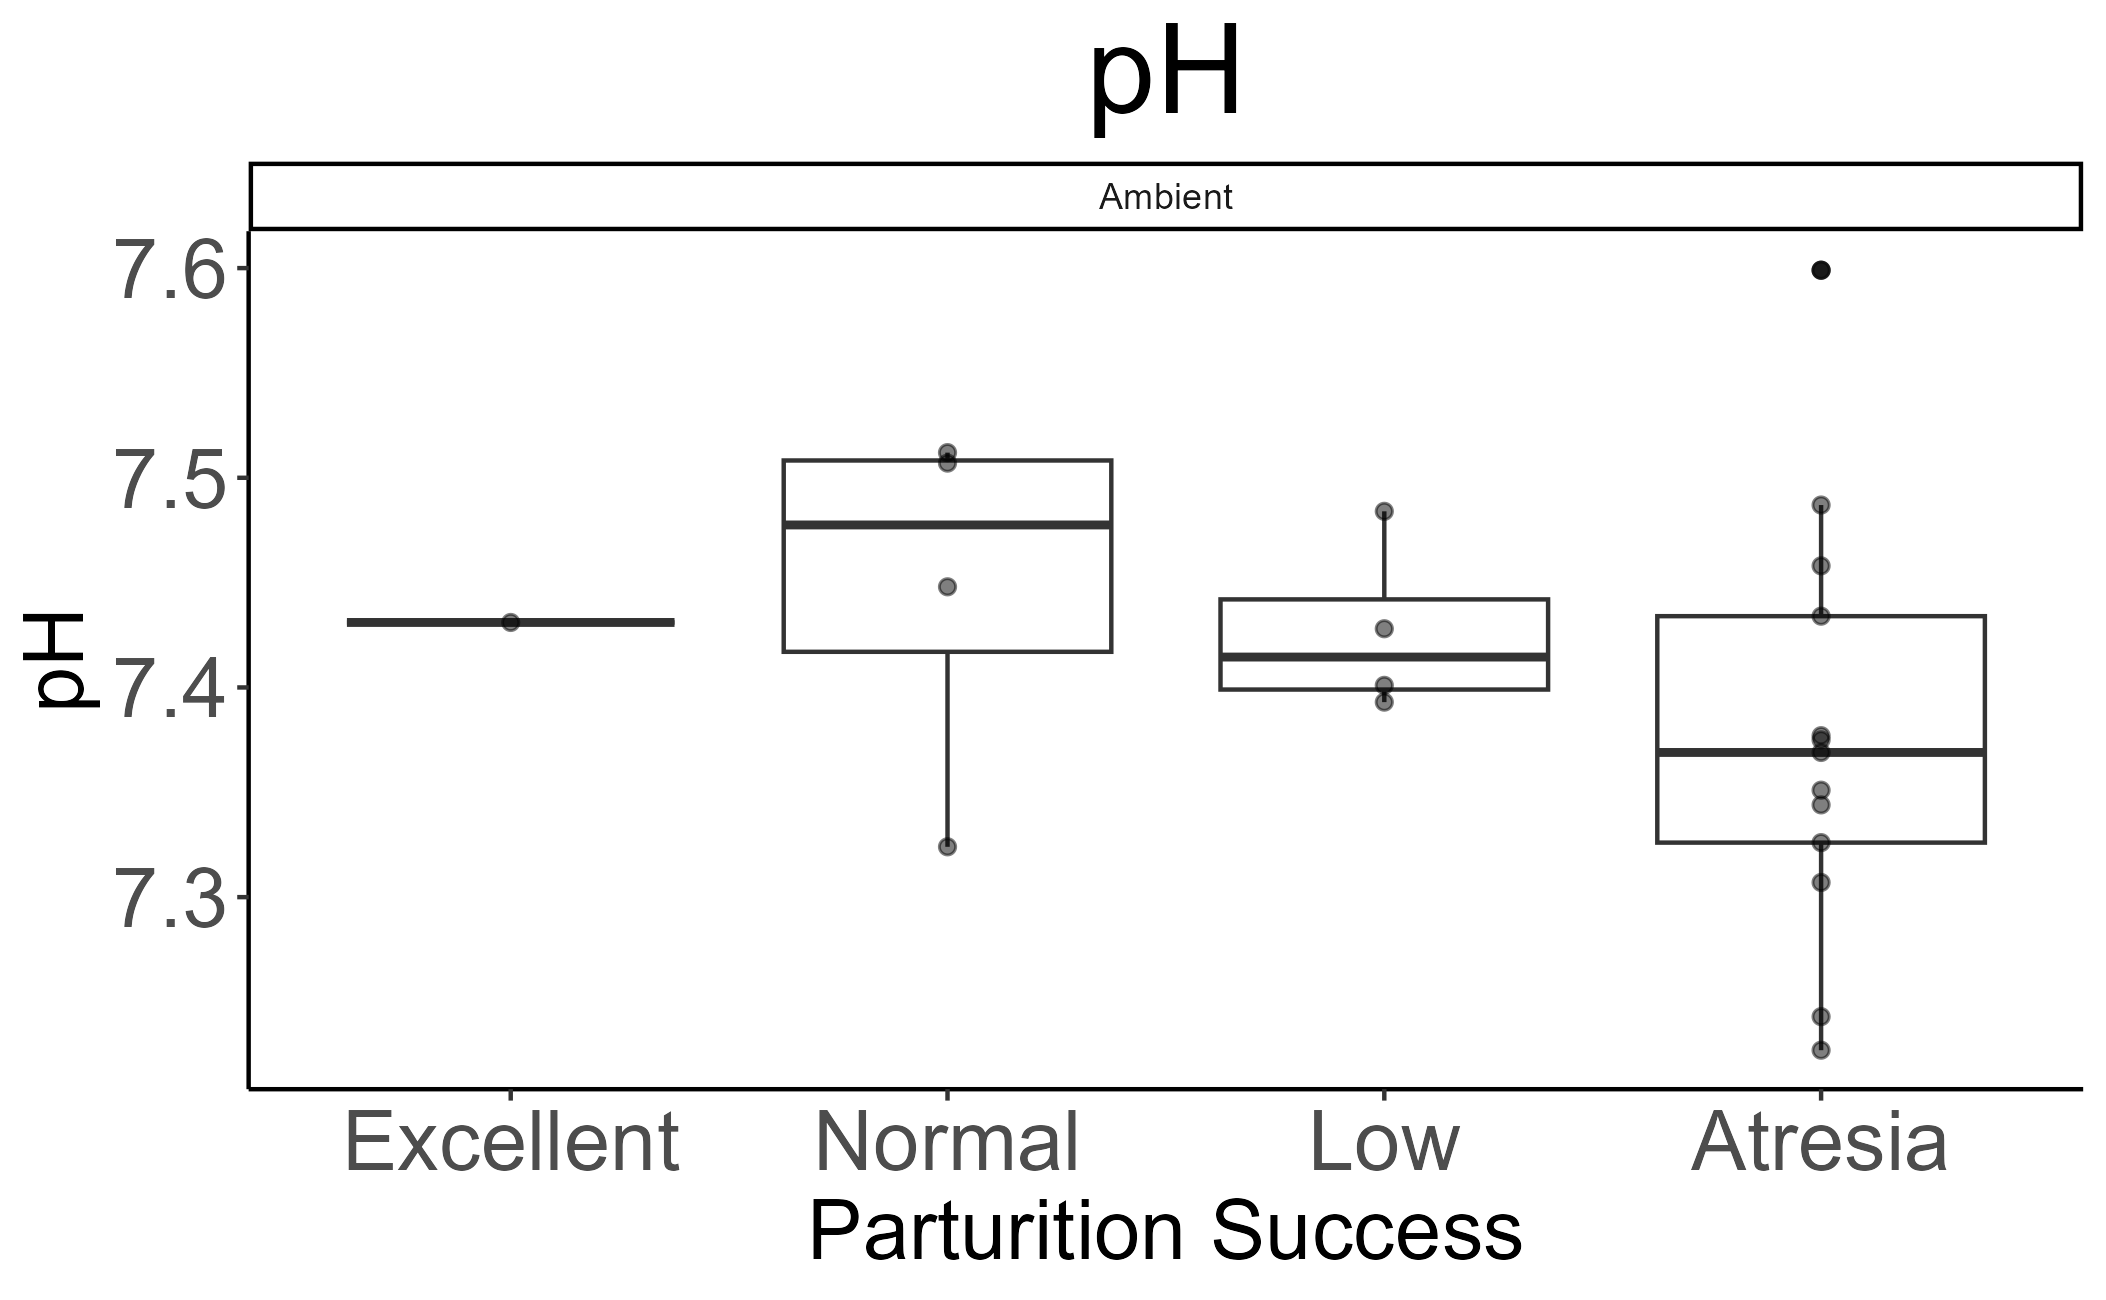 pH
Ambient
7.6
7.5
7.4
7.3
pH
Excellent Normal Low Atresia
Parturition Success